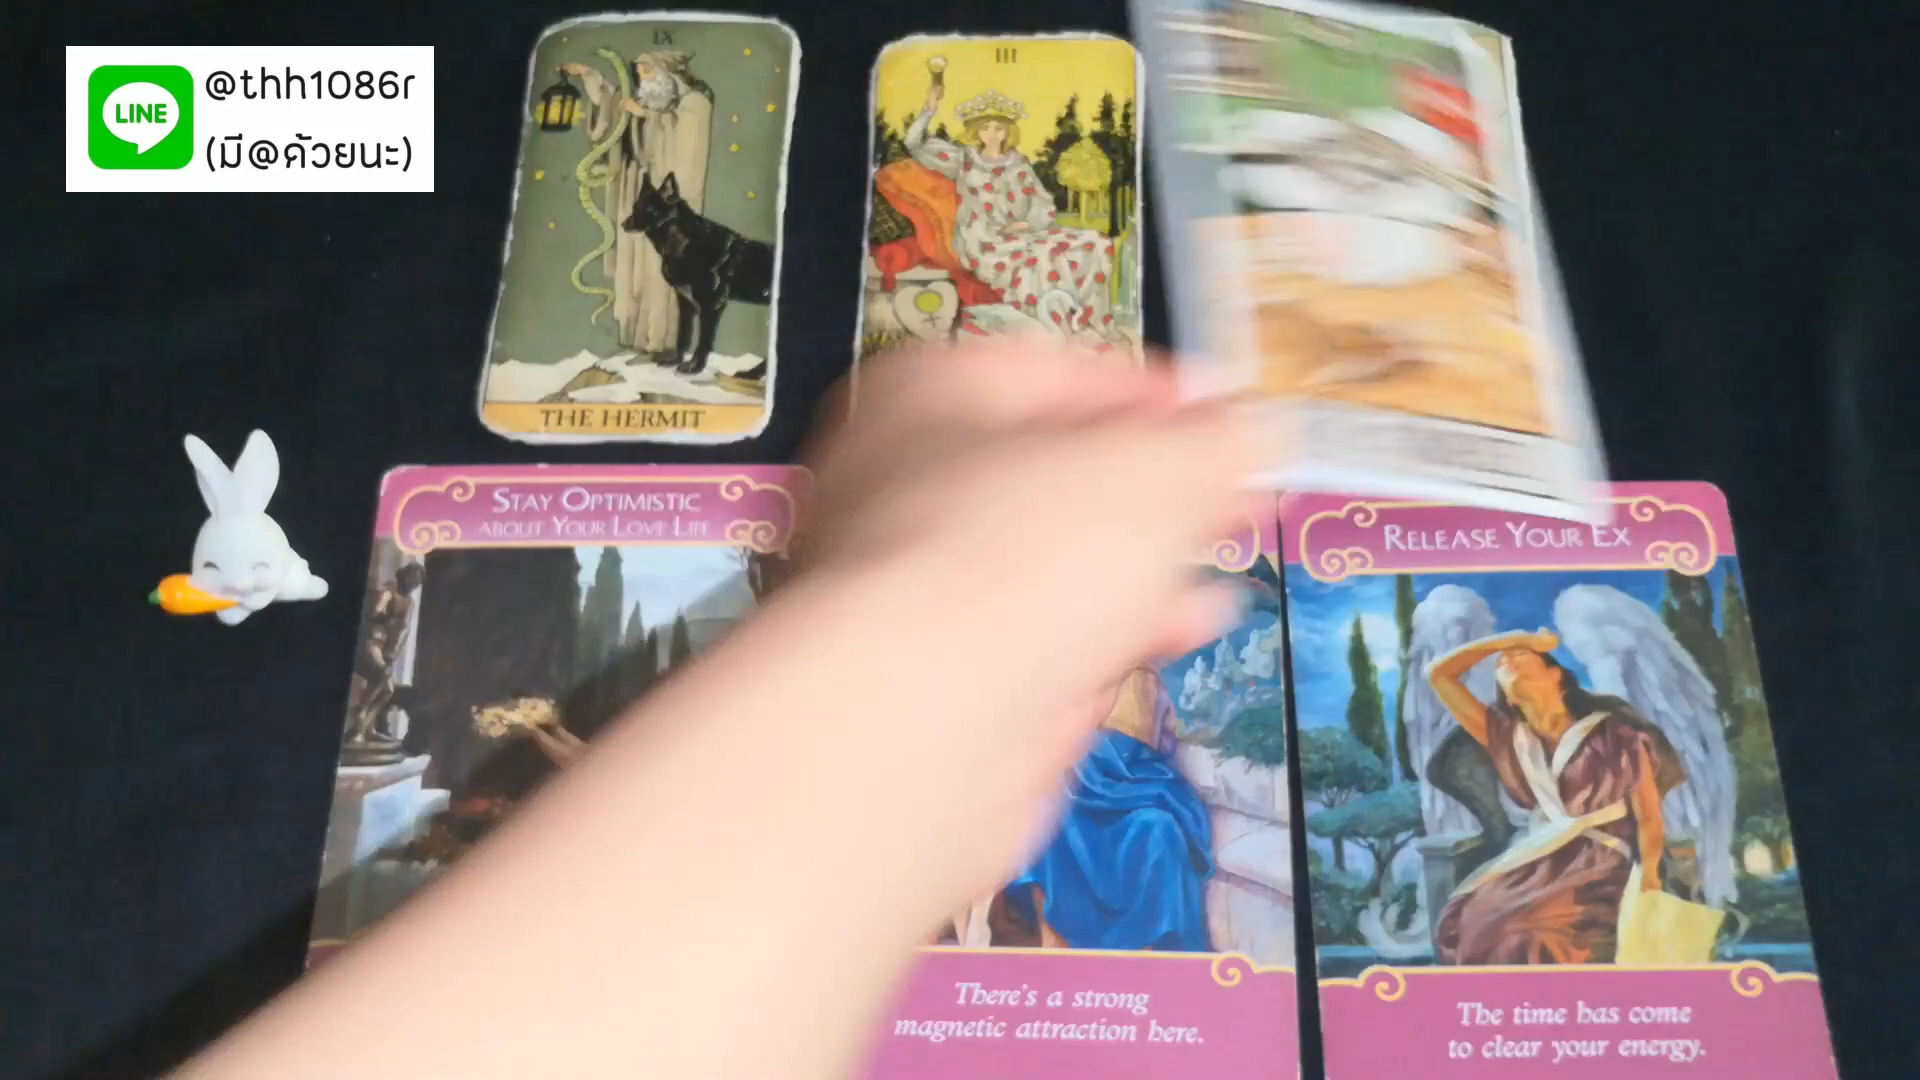 LINE
@thh1086r
(มี@ด้วยนะ)
IX
THE HERMIT
III
STAY OPTIMISTIC
ABOUT YOUR LOVE LIFE
There's a strong
magnetic attraction here.
RELEASE YOUR EX
The time has come
to clear your energy.